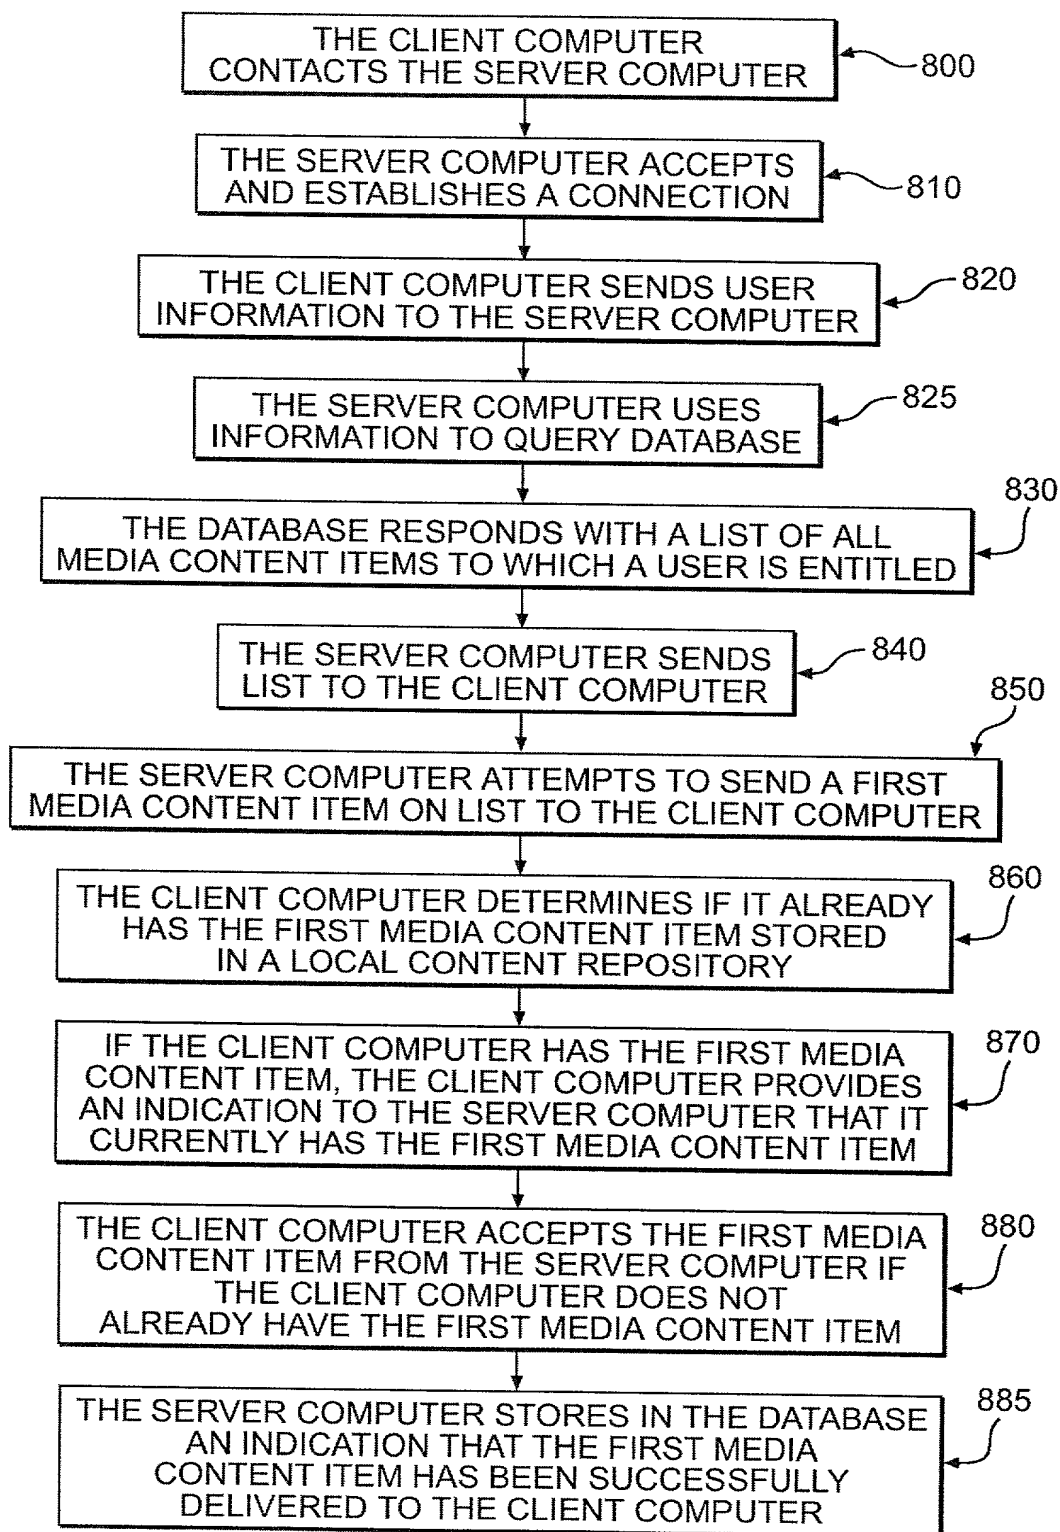 THE CLIENT COMPUTER
CONTACTS THE SERVER COMPUTER
800
THE SERVER COMPUTER ACCEPTS
AND ESTABLISHES A CONNECTION
810
THE CLIENT COMPUTER SENDS USER
INFORMATION TO THE SERVER COMPUTER
820
THE SERVER COMPUTER USES
INFORMATION TO QUERY DATABASE
825
THE DATABASE RESPONDS WITH A LIST OF ALL
MEDIA CONTENT ITEMS TO WHICH A USER IS ENTITLED
830
THE SERVER COMPUTER SENDS
LIST TO THE CLIENT COMPUTER
840
THE SERVER COMPUTER ATTEMPTS TO SEND A FIRST
MEDIA CONTENT ITEM ON LIST TO THE CLIENT COMPUTER
850
THE CLIENT COMPUTER DETERMINES IF IT ALREADY
HAS THE FIRST MEDIA CONTENT ITEM STORED
IN A LOCAL CONTENT REPOSITORY
860
IF THE CLIENT COMPUTER HAS THE FIRST MEDIA
CONTENT ITEM, THE CLIENT COMPUTER PROVIDES
AN INDICATION TO THE SERVER COMPUTER THAT IT
CURRENTLY HAS THE FIRST MEDIA CONTENT ITEM
870
THE CLIENT COMPUTER ACCEPTS THE FIRST MEDIA
CONTENT ITEM FROM THE SERVER COMPUTER IF
THE CLIENT COMPUTER DOES NOT
ALREADY HAVE THE FIRST MEDIA CONTENT ITEM
880
THE SERVER COMPUTER STORES IN THE DATABASE
AN INDICATION THAT THE FIRST MEDIA
CONTENT ITEM HAS BEEN SUCCESSFULLY
DELIVERED TO THE CLIENT COMPUTER
885